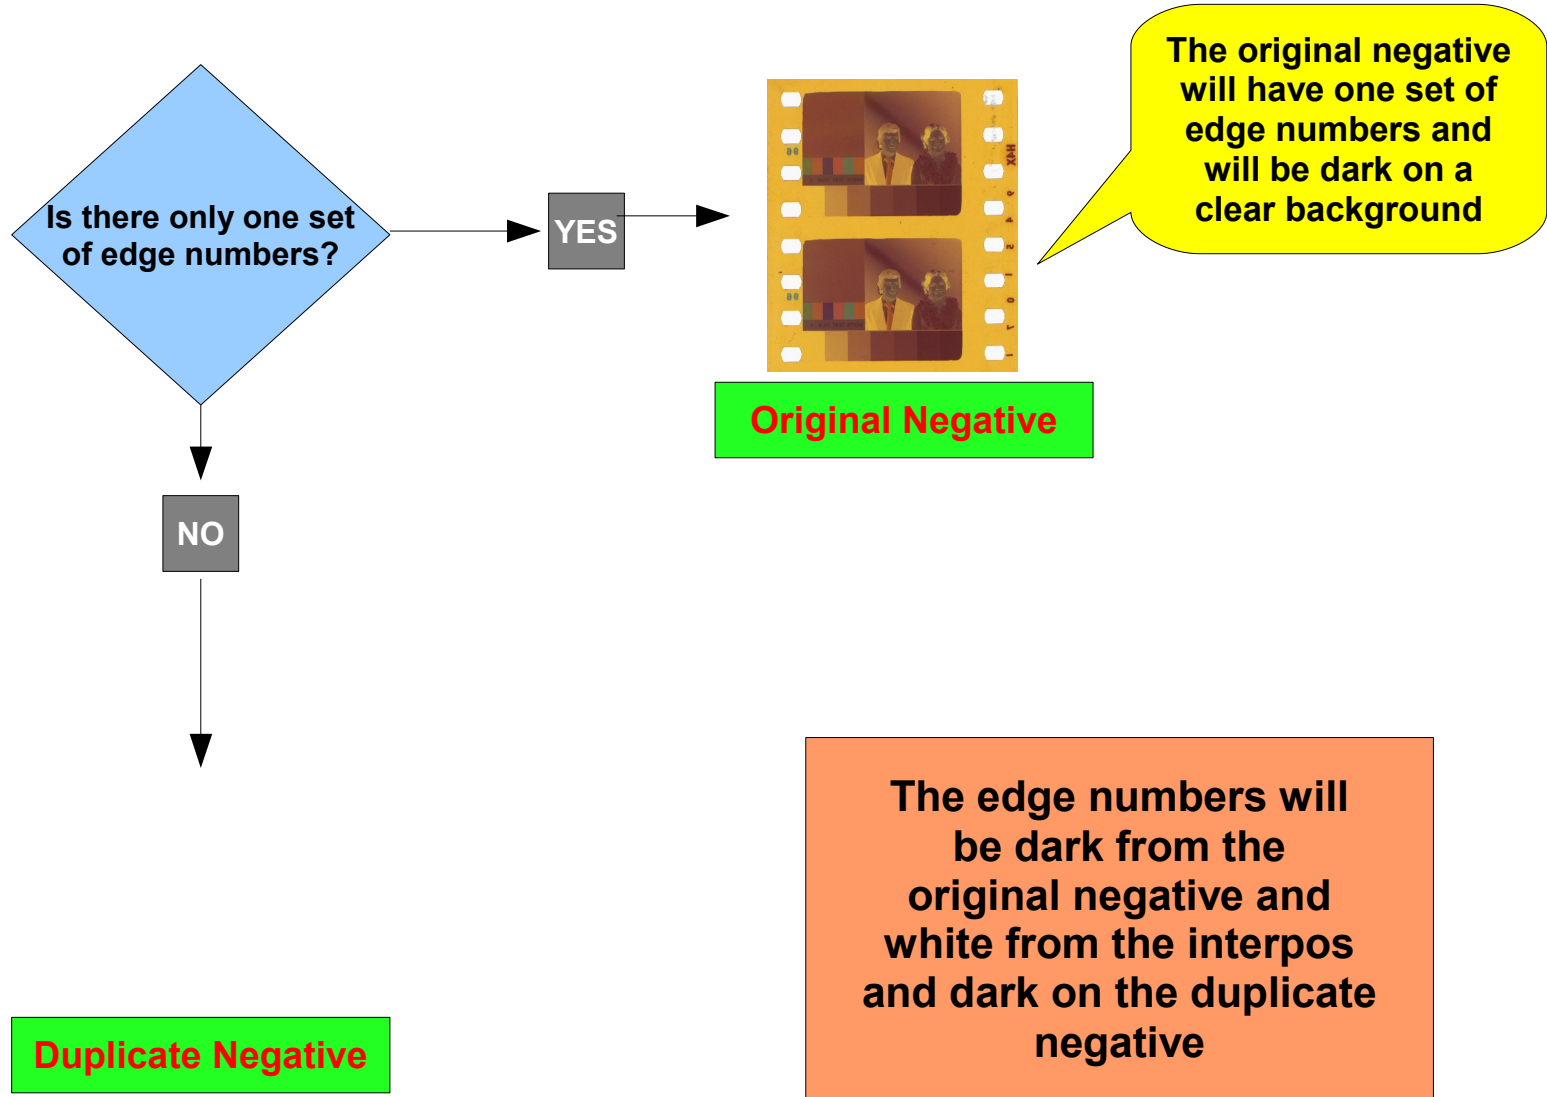 The original negative
will have one set of
edge numbers and
will be dark on a
clear background
Is there only one set
of edge numbers?
YES
Original Negative
NO
The edge numbers will
be dark from the
original negative and
white from the interpos
and dark on the duplicate
negative
Duplicate Negative